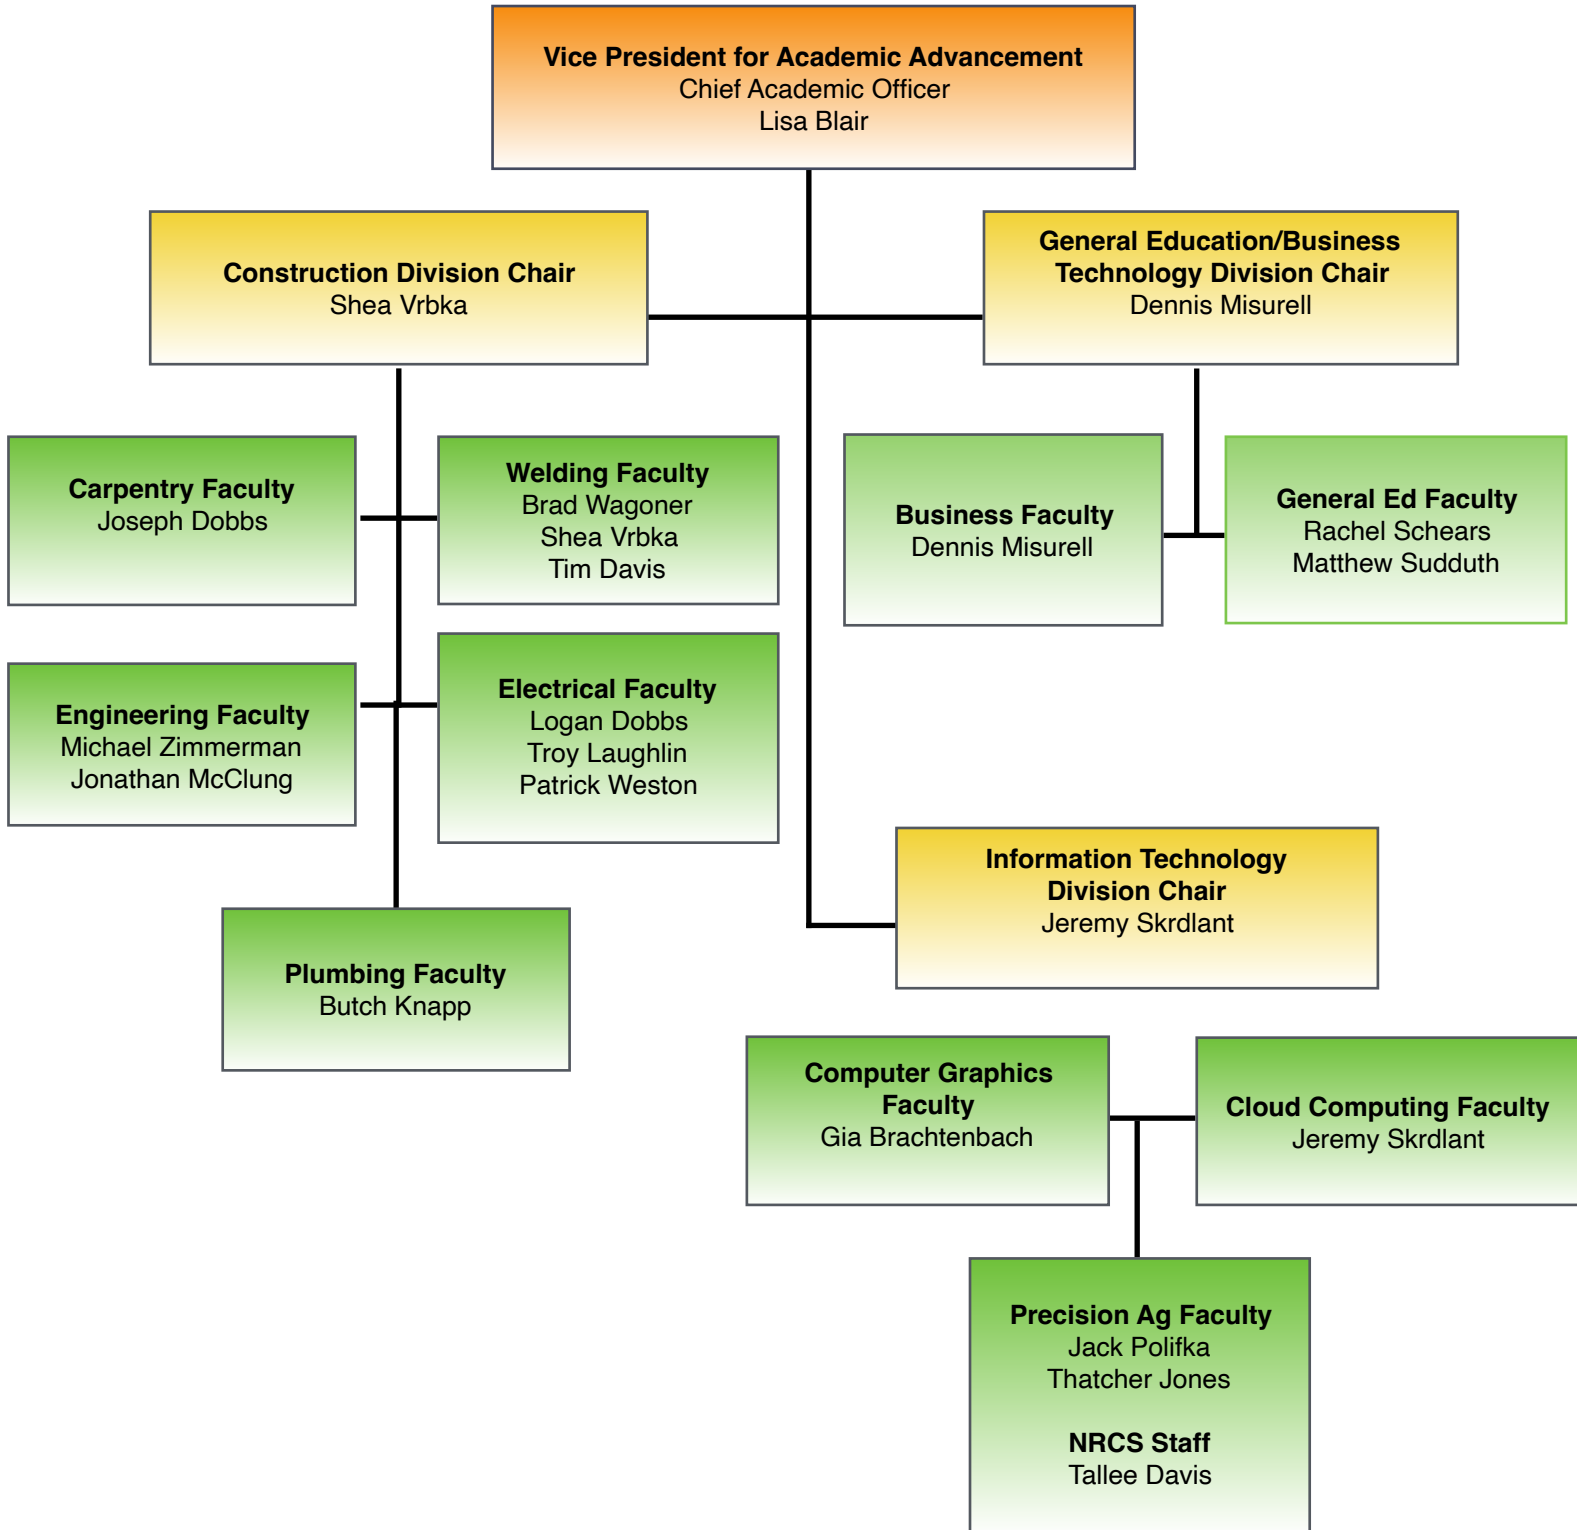 Vice President for Academic Advancement
Chief Academic Officer
Lisa Blair
Construction Division Chair
Shea Vrbka
General Education/Business
Technology Division Chair
Dennis Misurell
Carpentry Faculty
Joseph Dobbs
Welding Faculty
Brad Wagoner
Shea Vrbka
Tim Davis
Business Faculty
Dennis Misurell
General Ed Faculty
Rachel Schears
Matthew Sudduth
Engineering Faculty
Michael Zimmerman
Jonathan McClung
Electrical Faculty
Logan Dobbs
Troy Laughlin
Patrick Weston
Information Technology
Division Chair
Jeremy Skrdlant
Plumbing Faculty
Butch Knapp
Computer Graphics
Faculty
Gia Brachtenbach
Cloud Computing Faculty
Jeremy Skrdlant
Precision Ag Faculty
Jack Polifka
Thatcher Jones
NRCS Staff
Tallee Davis